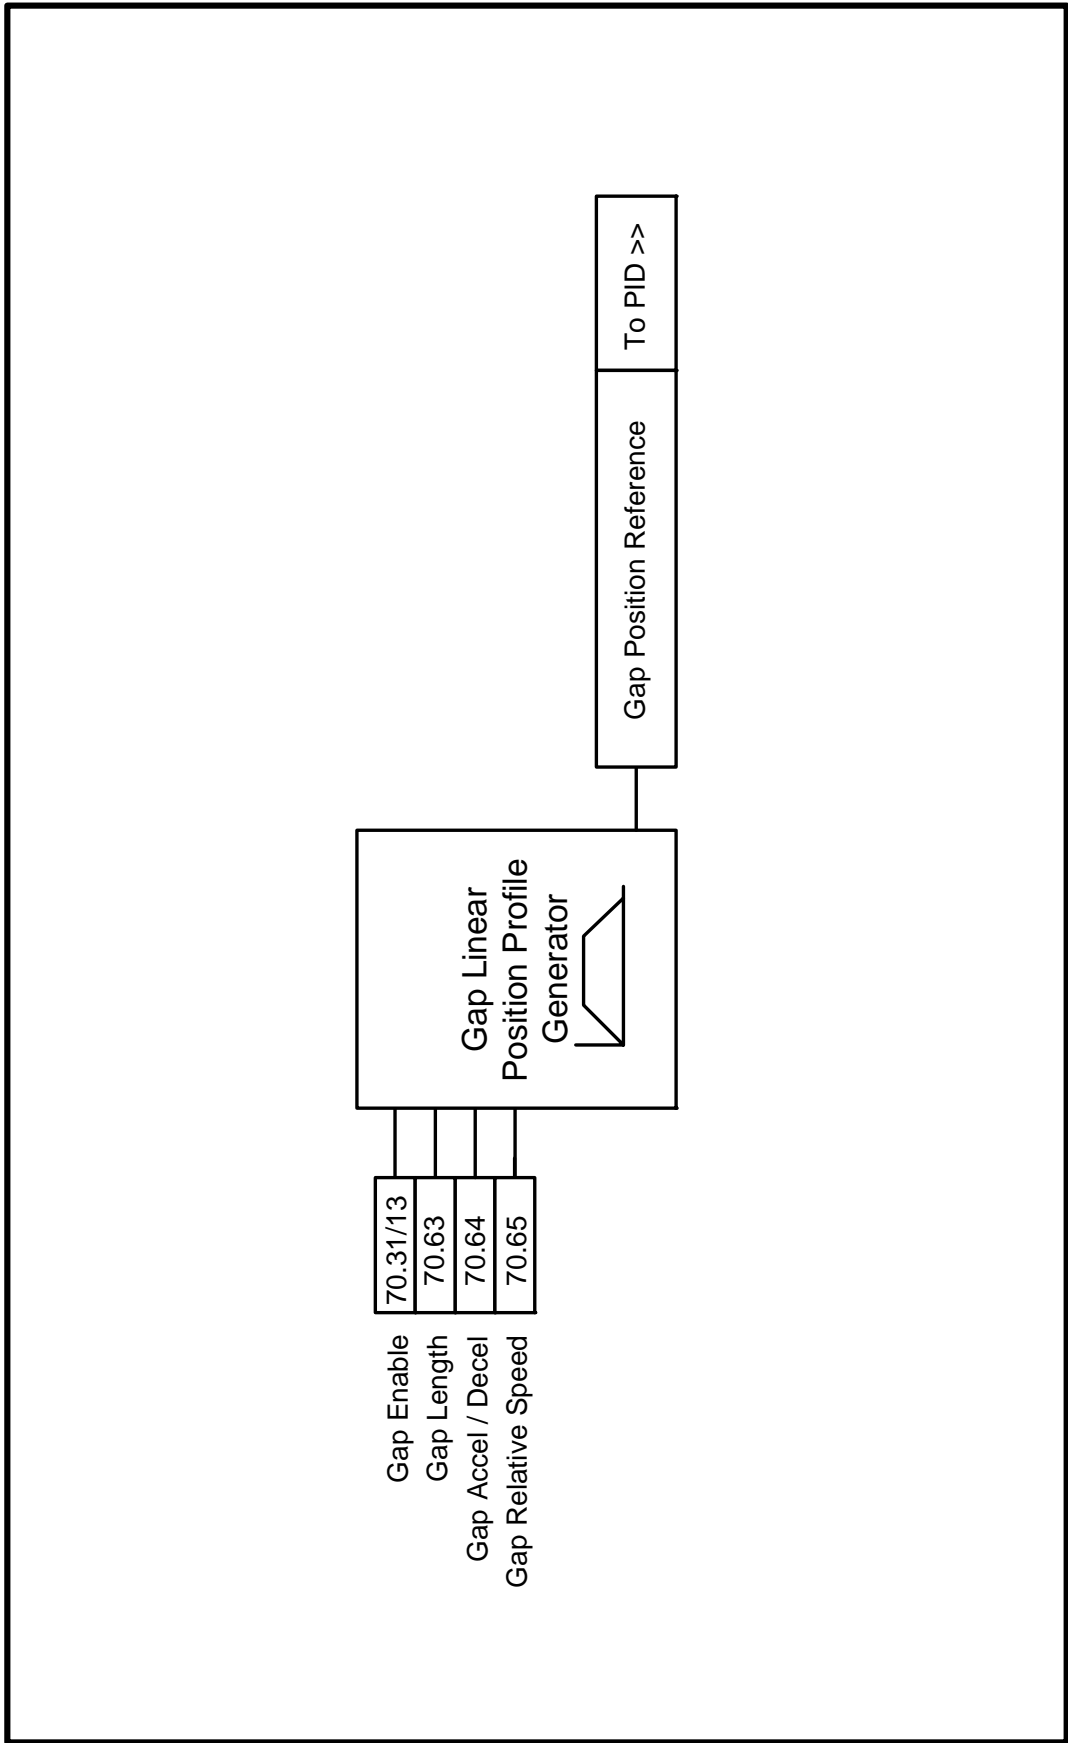 Gap Enable
70.31/13
Gap Length
70.63
Gap Accel / Decel
70.64
Gap Relative Speed
70.65
Gap Linear
Position Profile
Generator
Gap Position Reference
To PID >>